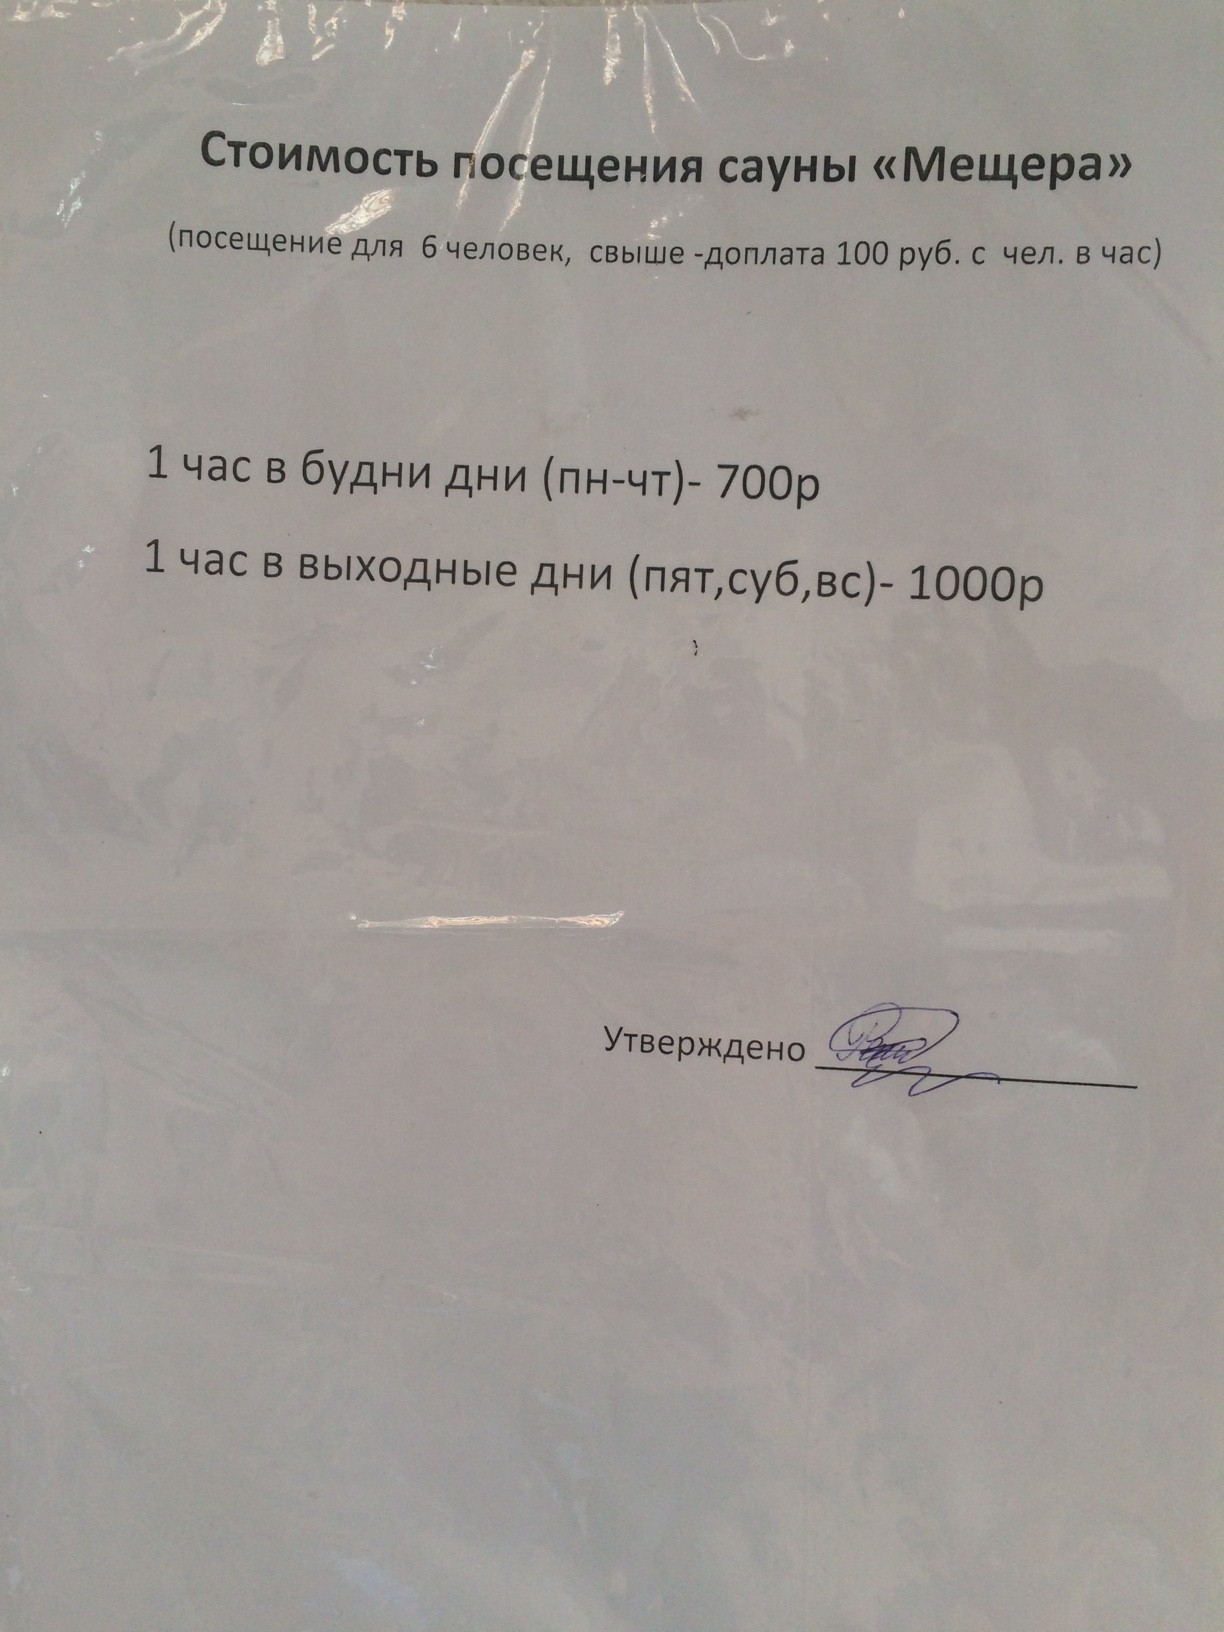 Стоимость посещения сауны «Мещера»
(посещение для 6 человек, свыше -доплата 100 руб. с чел. в час)
1 час в будни дни (пн-чт)- 700р
1 час в выходные дни (пят,суб,вс)- 1000р
Утверждено